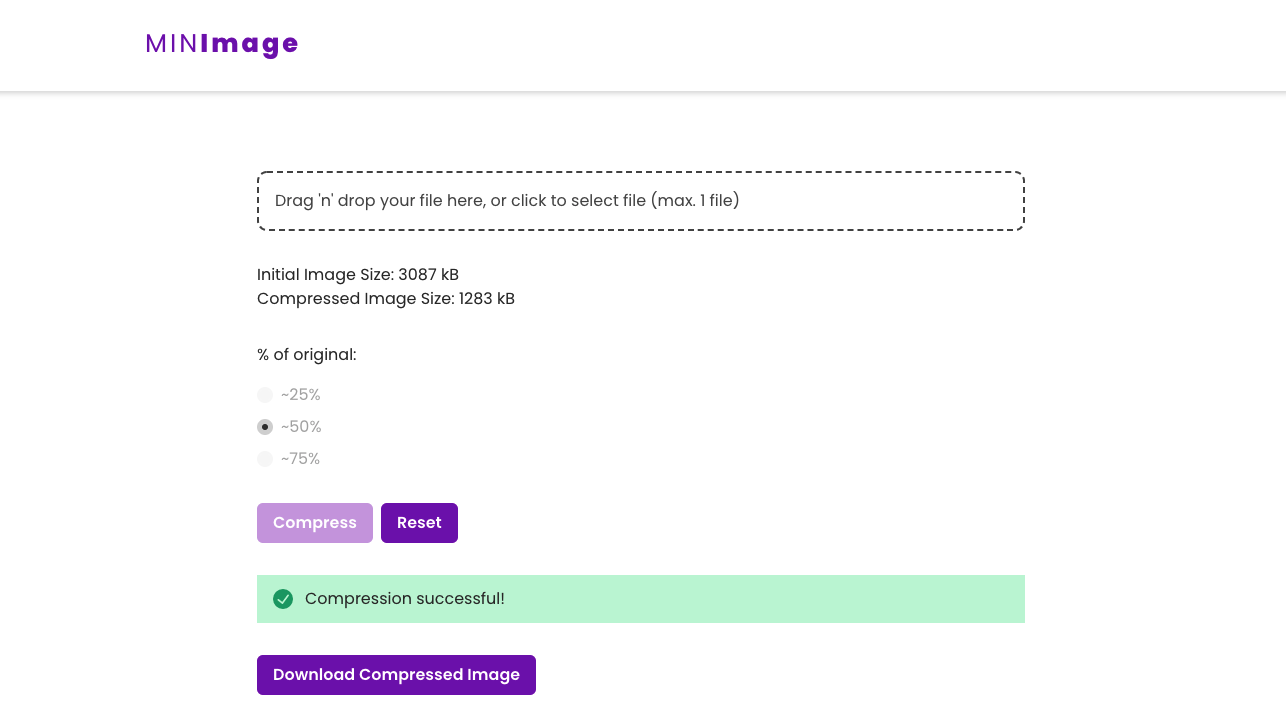 MINImage
Drag 'n' drop your file here, or click to select file (max. 1 file)
Initial Image Size: 3087 kB
Compressed Image Size: 1283 kB
% of original:
~25%
~50%
~75%
Compress Reset
Compression successful!
Download Compressed Image